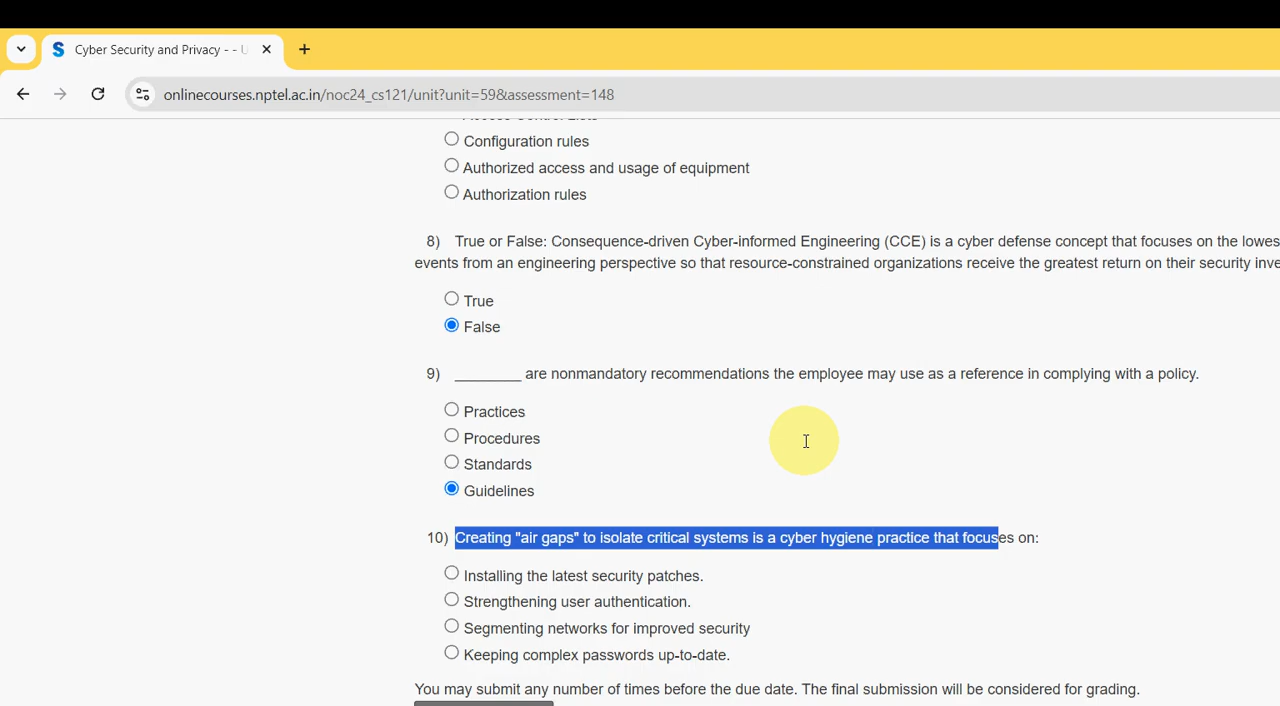 Cyber Security and Privacy - - U
onlinecourses.nptel.ac.in/noc24_cs121/unit?unit=59&assessment=148
Access Control Lists
Configuration rules
Authorized access and usage of equipment
Authorization rules
8) True or False: Consequence-driven Cyber-informed Engineering (CCE) is a cyber defense concept that focuses on the lowes
events from an engineering perspective so that resource-constrained organizations receive the greatest return on their security inve
True
False
9) ________ are nonmandatory recommendations the employee may use as a reference in complying with a policy.
Practices
Procedures
Standards
Guidelines
10) Creating "air gaps" to isolate critical systems is a cyber hygiene practice that focuses on:
Installing the latest security patches.
Strengthening user authentication.
Segmenting networks for improved security
Keeping complex passwords up-to-date.
You may submit any number of times before the due date. The final submission will be considered for grading.